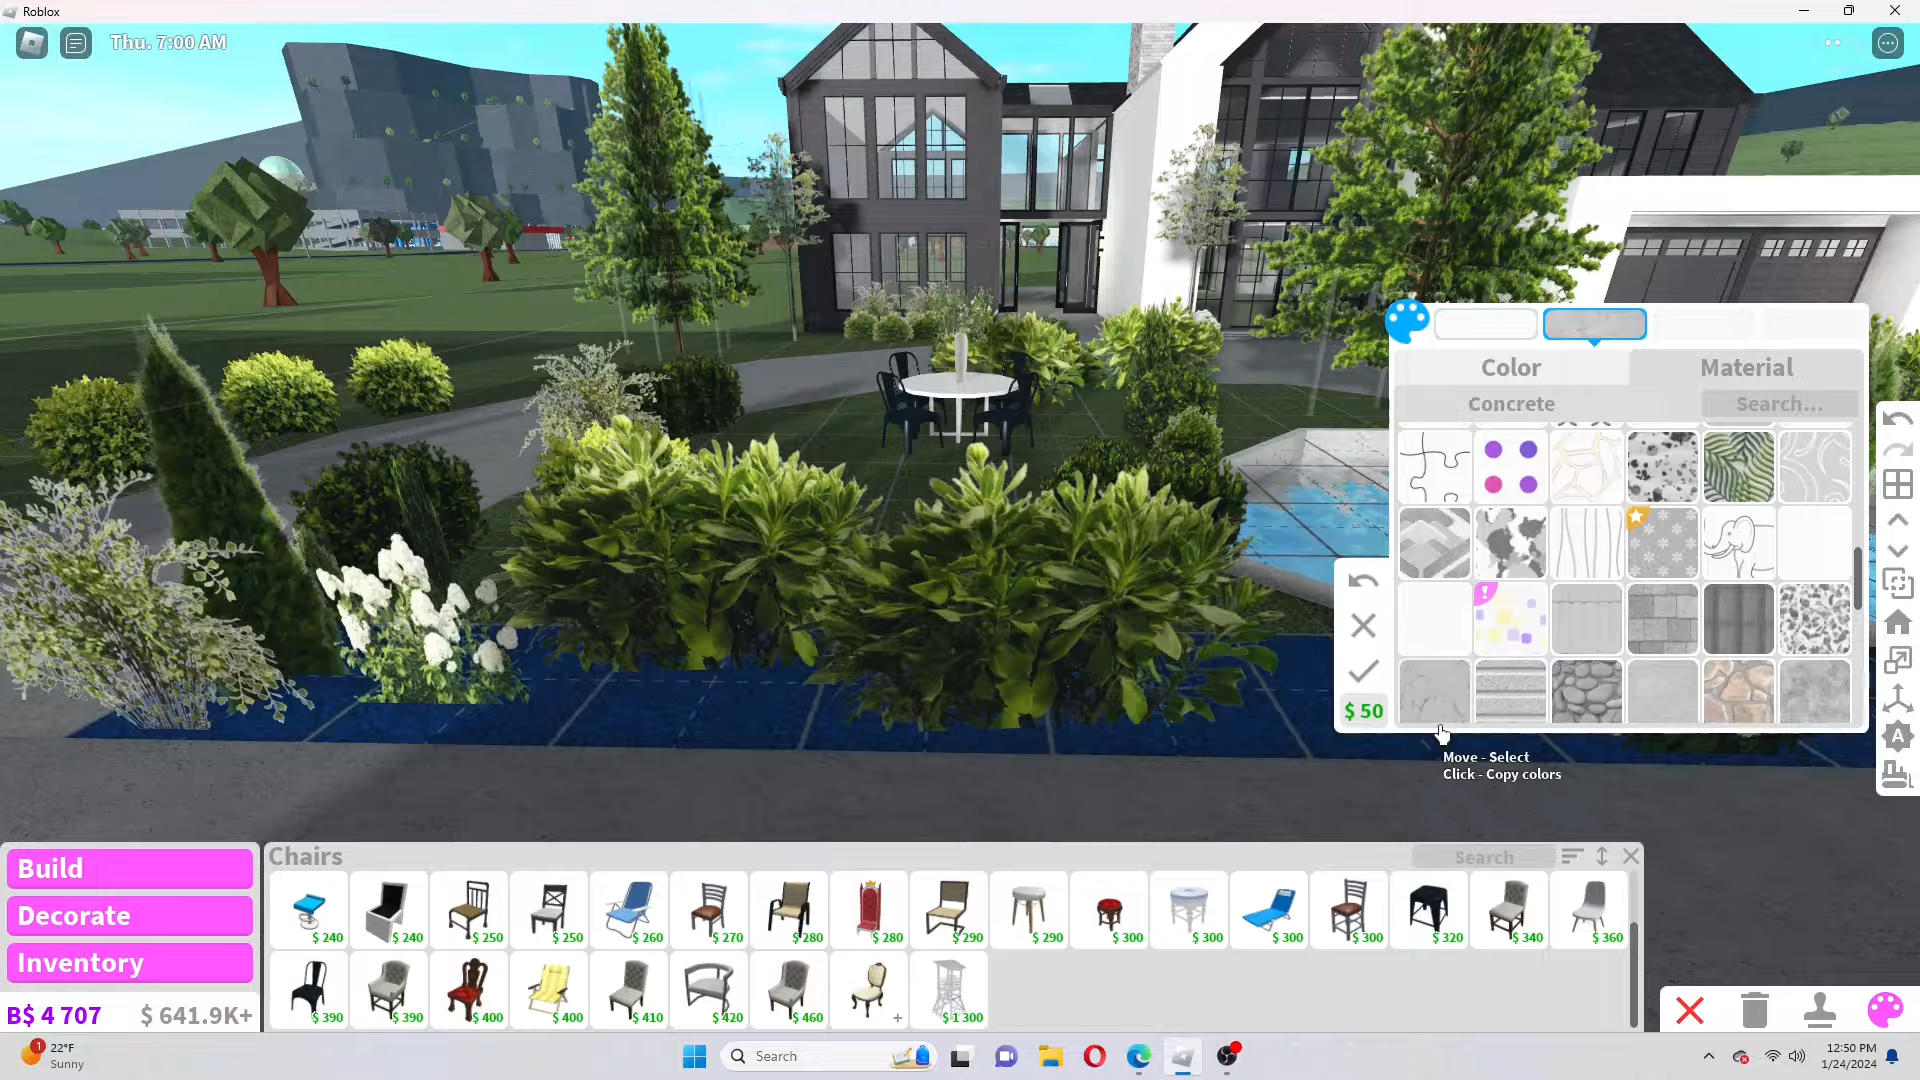 Roblox
Thu. 7:00 AM
Color
Material
Concrete
Search...
$ 50
Move - Select
Click - Copy colors
A
Build
Decorate
Inventory
B$ 4 707
$ 641.9K+
Chairs
Search
$ 240
$ 240
$ 250
$ 250
$ 260
$ 270
$ 280
$ 280
$ 290
$ 290
$ 300
$ 300
$ 300
$ 300
$ 320
$ 340
$ 360
$ 390
$ 390
$ 400
$ 400
$ 410
$ 420
$ 460
+
$ 1 300
1
22°F
Sunny
Search
12:50 PM
1/24/2024